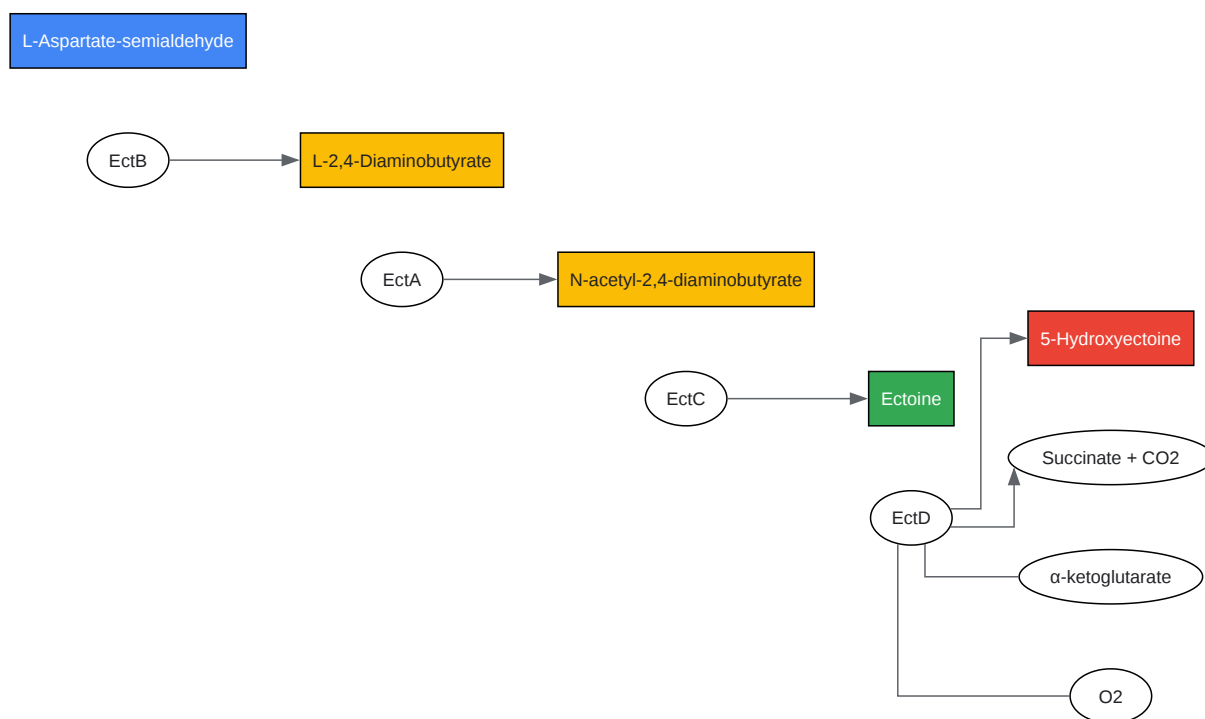 L-Aspartate-semialdehyde
EctB
L-2,4-Diaminobutyrate
EctA
N-acetyl-2,4-diaminobutyrate
5-Hydroxyectoine
EctC
Ectoine
Succinate + CO2
EctD
α-ketoglutarate
O2